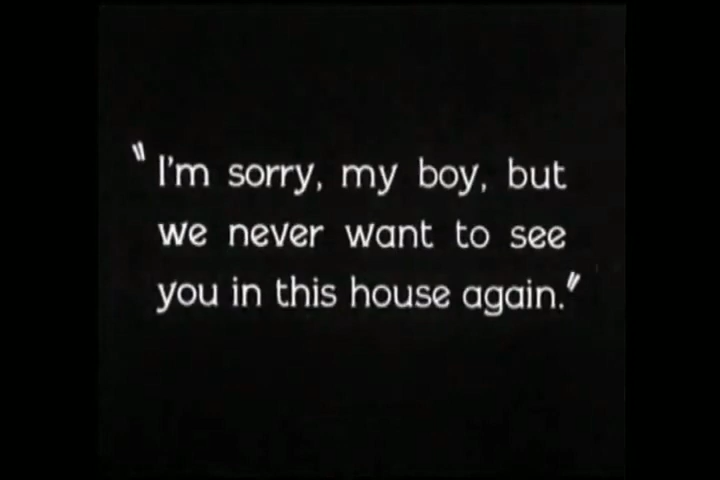 "I'm sorry, my boy, but
we never want to see
you in this house again."